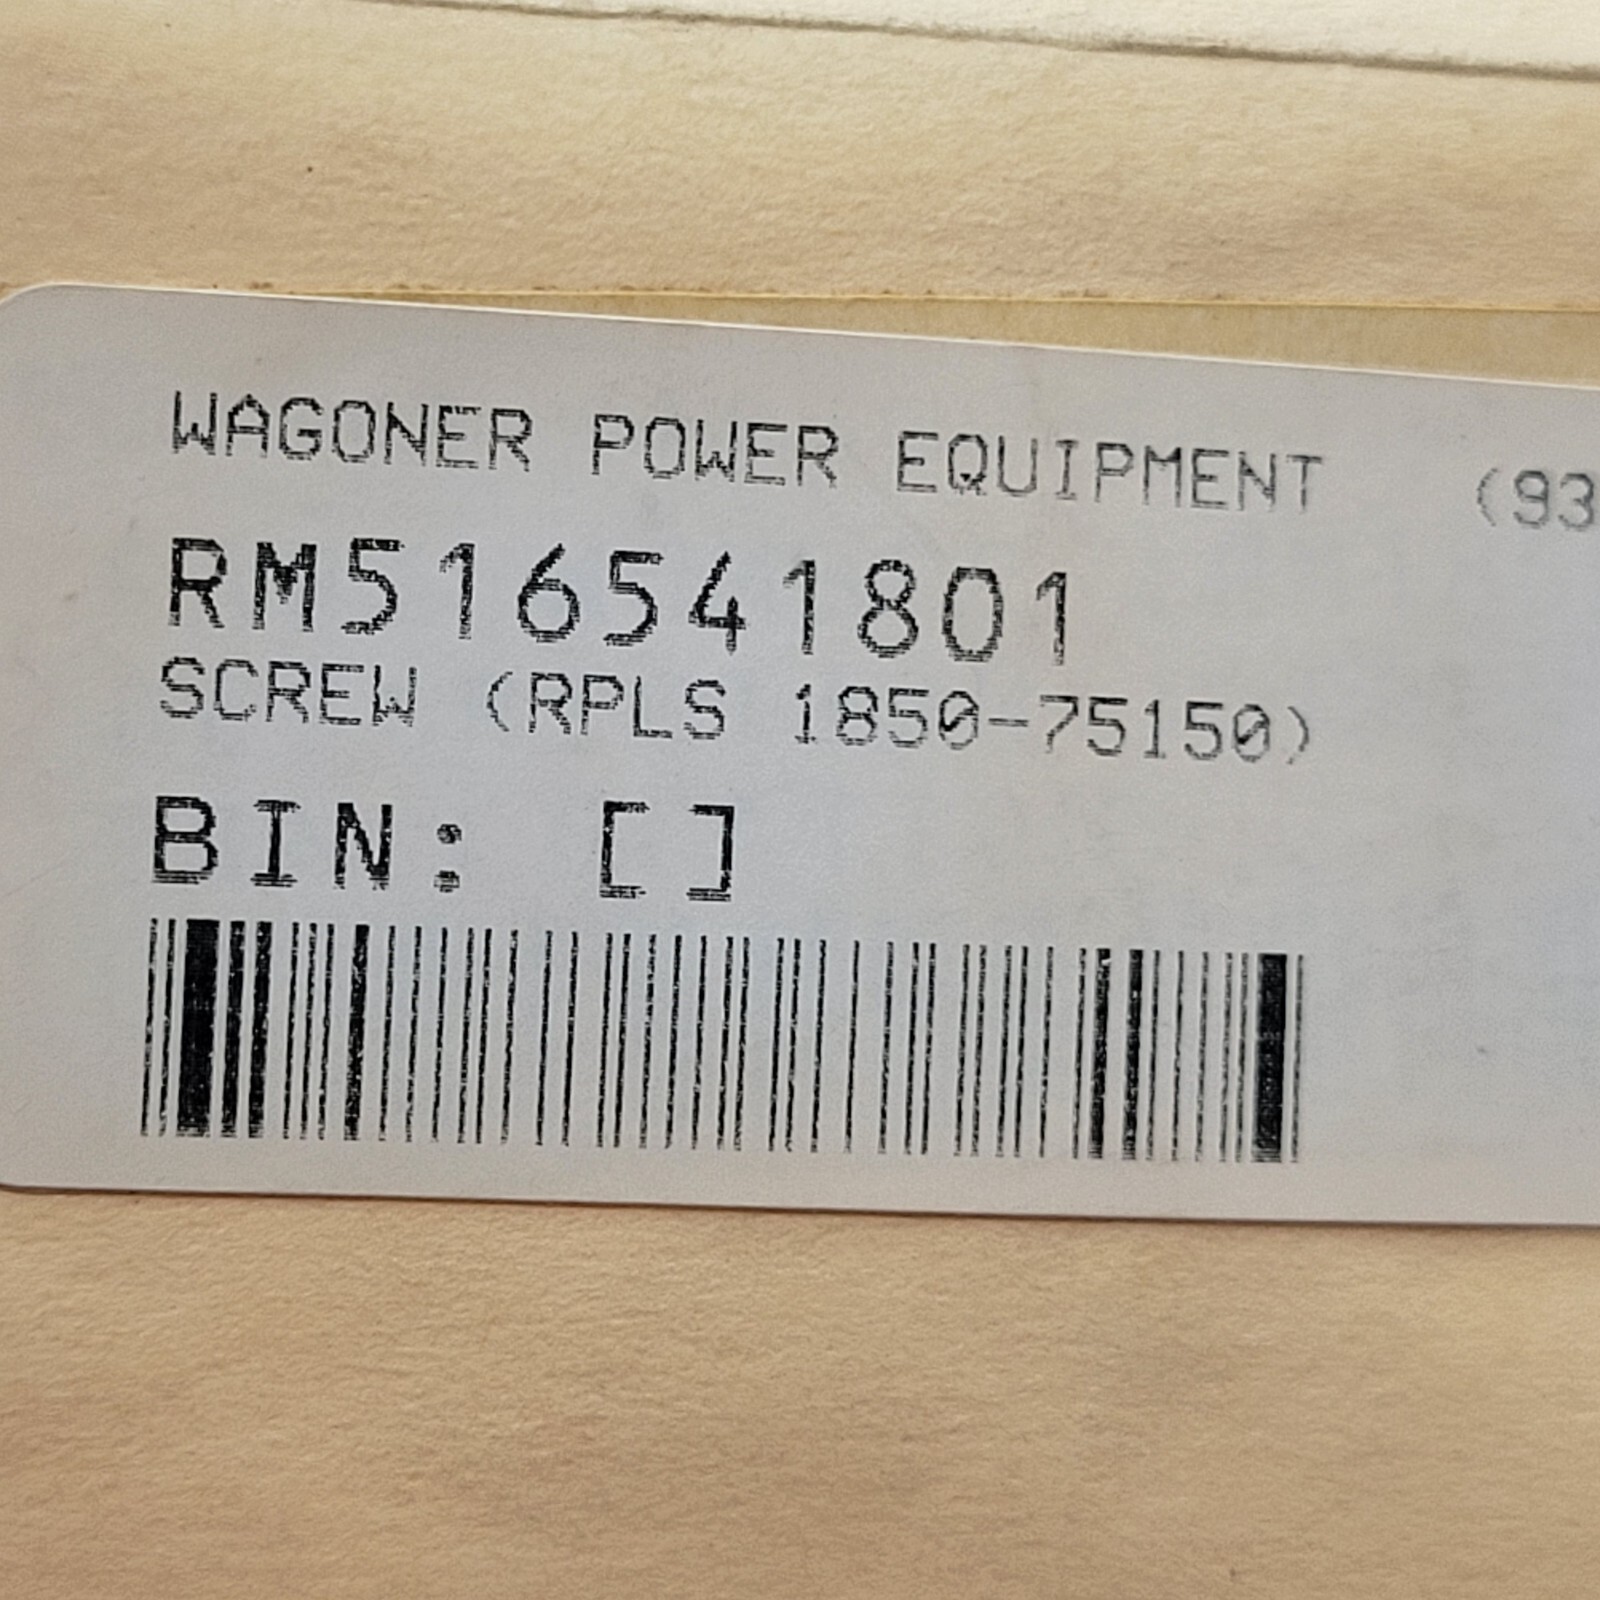 WAGONER POWER EQUIPMENT (93
RM516541801
SCREW (RPLS 1850-75150)
BIN: []